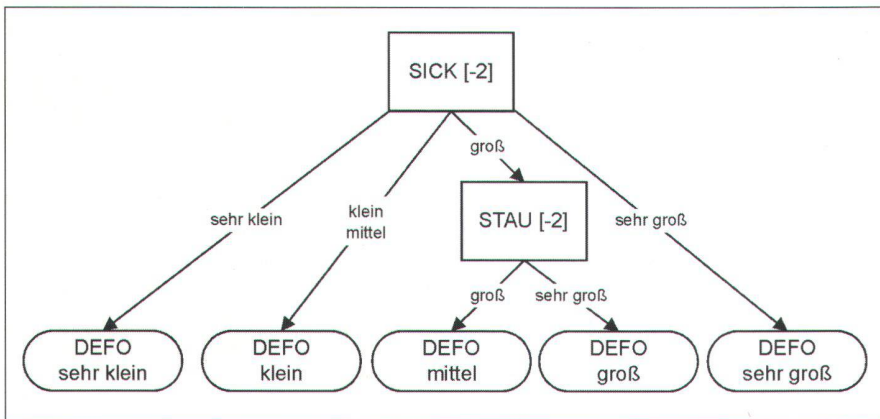 SICK [-2]
groß
sehr klein
klein
mittel
STAU [-2]
sehr groß
groß
sehr groß
DEFO
sehr klein
DEFO
klein
DEFO
mittel
DEFO
groß
DEFO
sehr groß